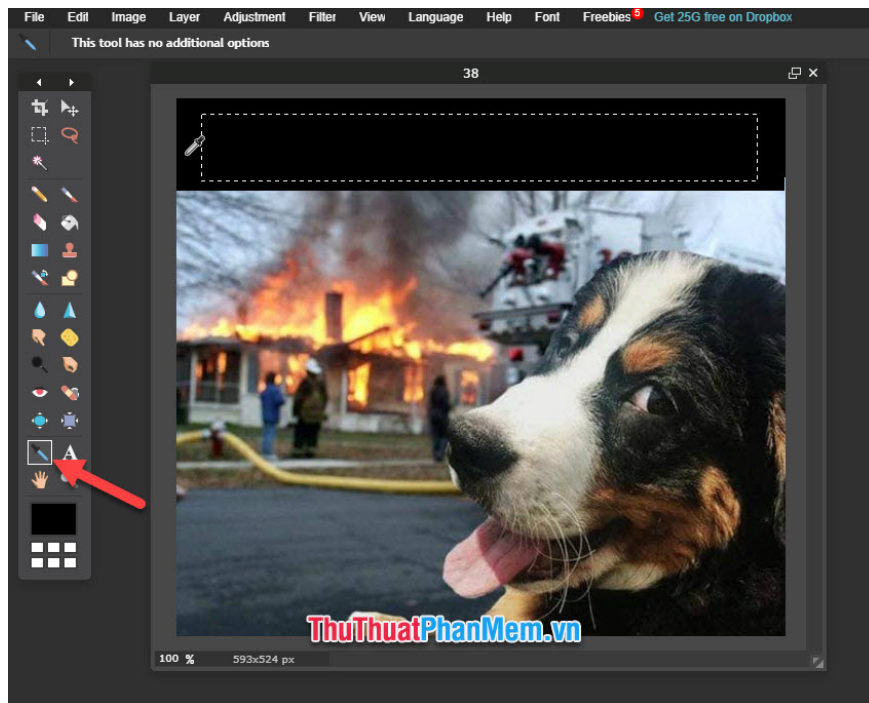 File Edit Image Layer Adjustment Filter View Language Help Font Freebies 5 Get 25G free on Dropbox
This tool has no additional options
38
A
ThuThuatPhanMem.vn
100 % 593x524 px